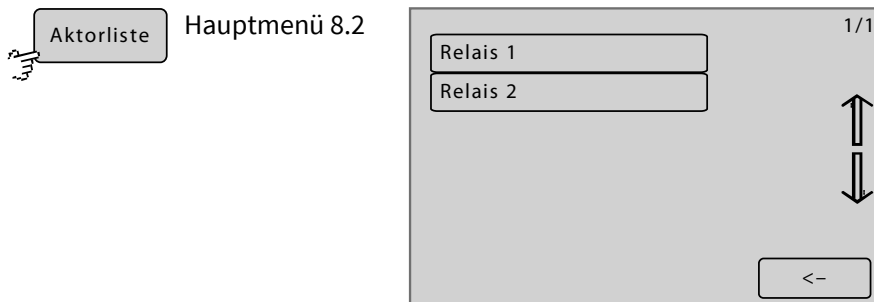 Aktorliste
Hauptmenü 8.2
1/1
Relais 1
Relais 2
<–